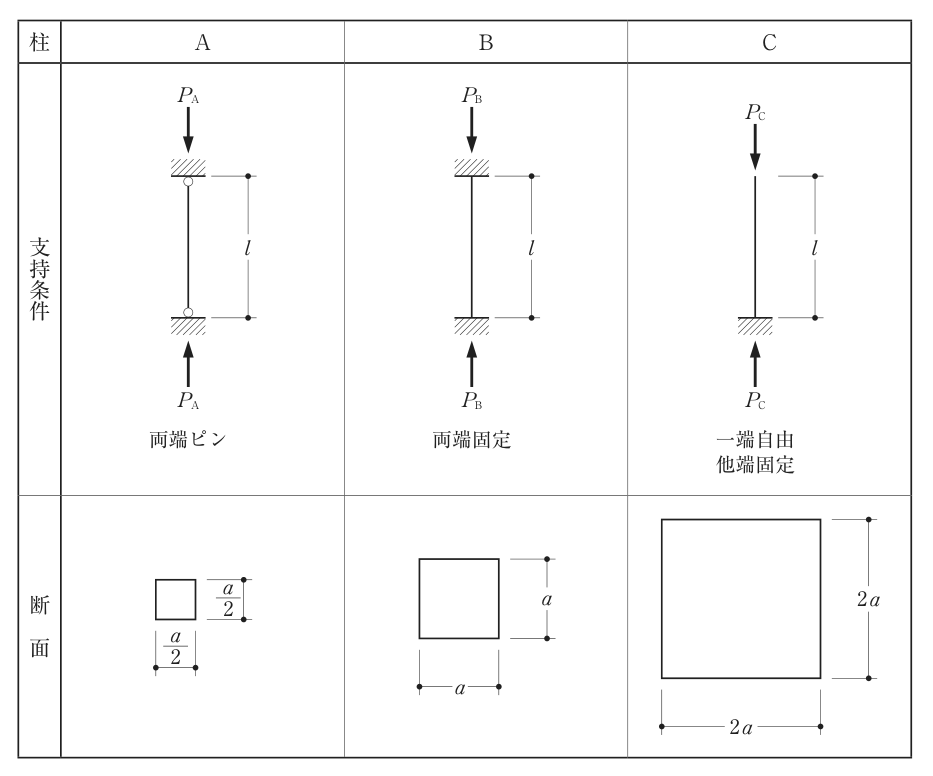 柱 A B C
支持条件
P_A
P_B
P_C
l
l
l
P_A
P_B
P_C
両端ピン
両端固定
一端自由
他端固定
断面
a/2
a/2
a
a
2a
2a